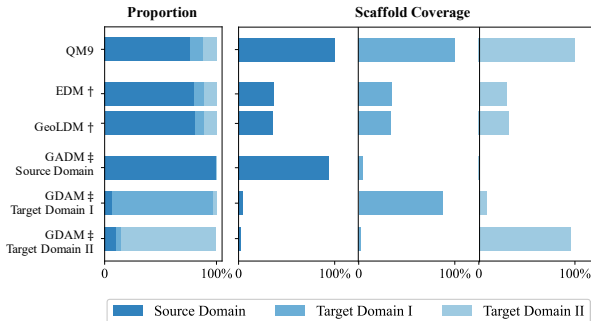 Proportion
Scaffold Coverage
QM9
EDM †
GeoLDM †
GADM ‡
Source Domain
GDAM ‡
Target Domain I
GDAM ‡
Target Domain II
0 100% 0 100% 0 100% 0 100%
Source Domain Target Domain I Target Domain II